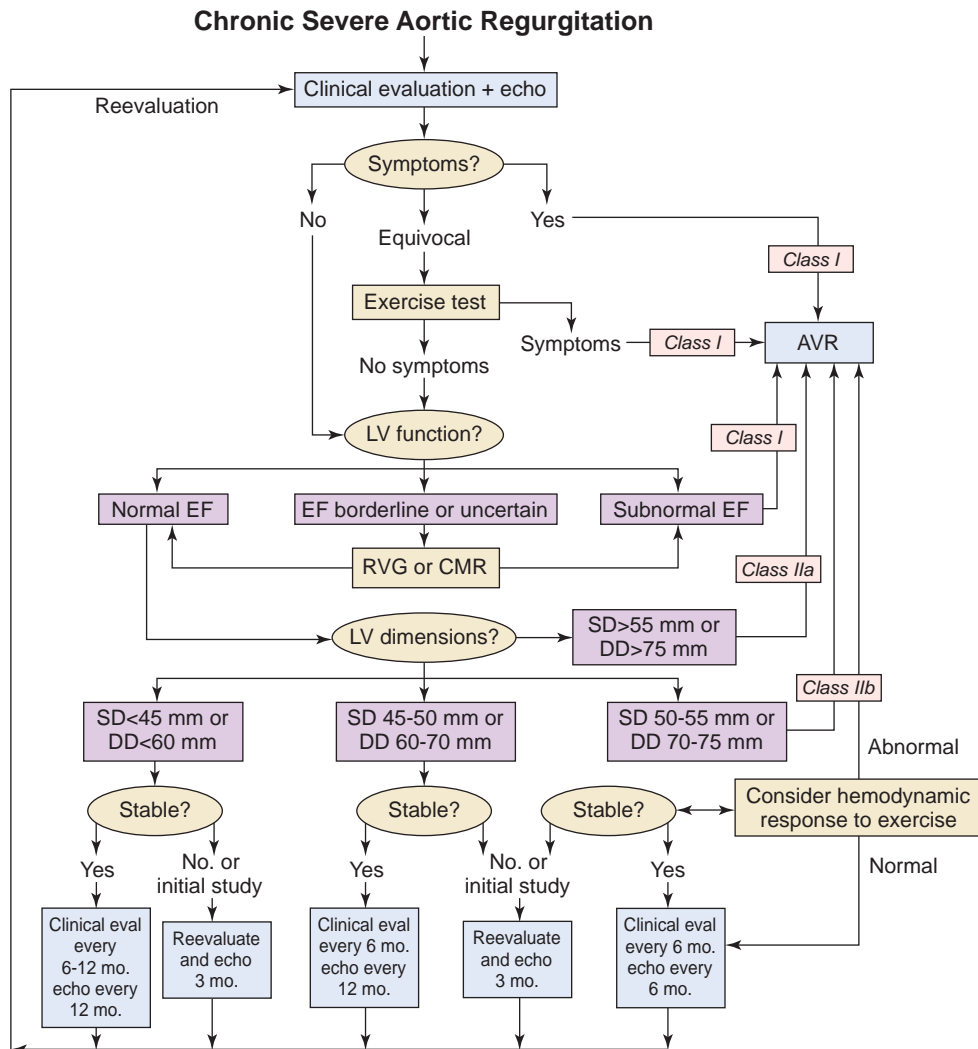 Chronic Severe Aortic Regurgitation
Reevaluation
Clinical evaluation + echo
Symptoms?
No
Equivocal
Yes
Class I
Exercise test
Symptoms
Class I
AVR
No symptoms
LV function?
Class I
Normal EF
EF borderline or uncertain
Subnormal EF
RVG or CMR
Class IIa
LV dimensions?
SD>55 mm or
DD>75 mm
Class IIb
SD<45 mm or
DD<60 mm
SD 45-50 mm or
DD 60-70 mm
SD 50-55 mm or
DD 70-75 mm
Abnormal
Stable?
Stable?
Stable?
Consider hemodynamic
response to exercise
Yes
No. or
initial study
Yes
No. or
initial study
Yes
Normal
Clinical eval
every
6-12 mo.
echo every
12 mo.
Reevaluate
and echo
3 mo.
Clinical eval
every 6 mo.
echo every
12 mo.
Reevaluate
and echo
3 mo.
Clinical eval
every 6 mo.
echo every
6 mo.